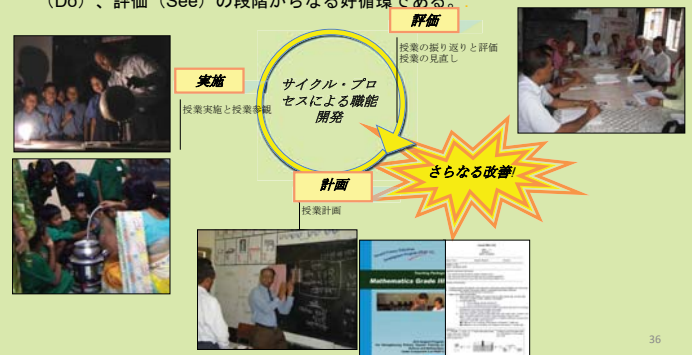 （Do）、評価（See）の段階からなる好循環である。
評価
授業の振り返りと評価
授業の見直し
実施
授業実施と授業参観
サイクル・プロ
セスによる職能
開発
さらなる改善!
計画
授業計画
Teaching Package
Mathematics Grade III
36